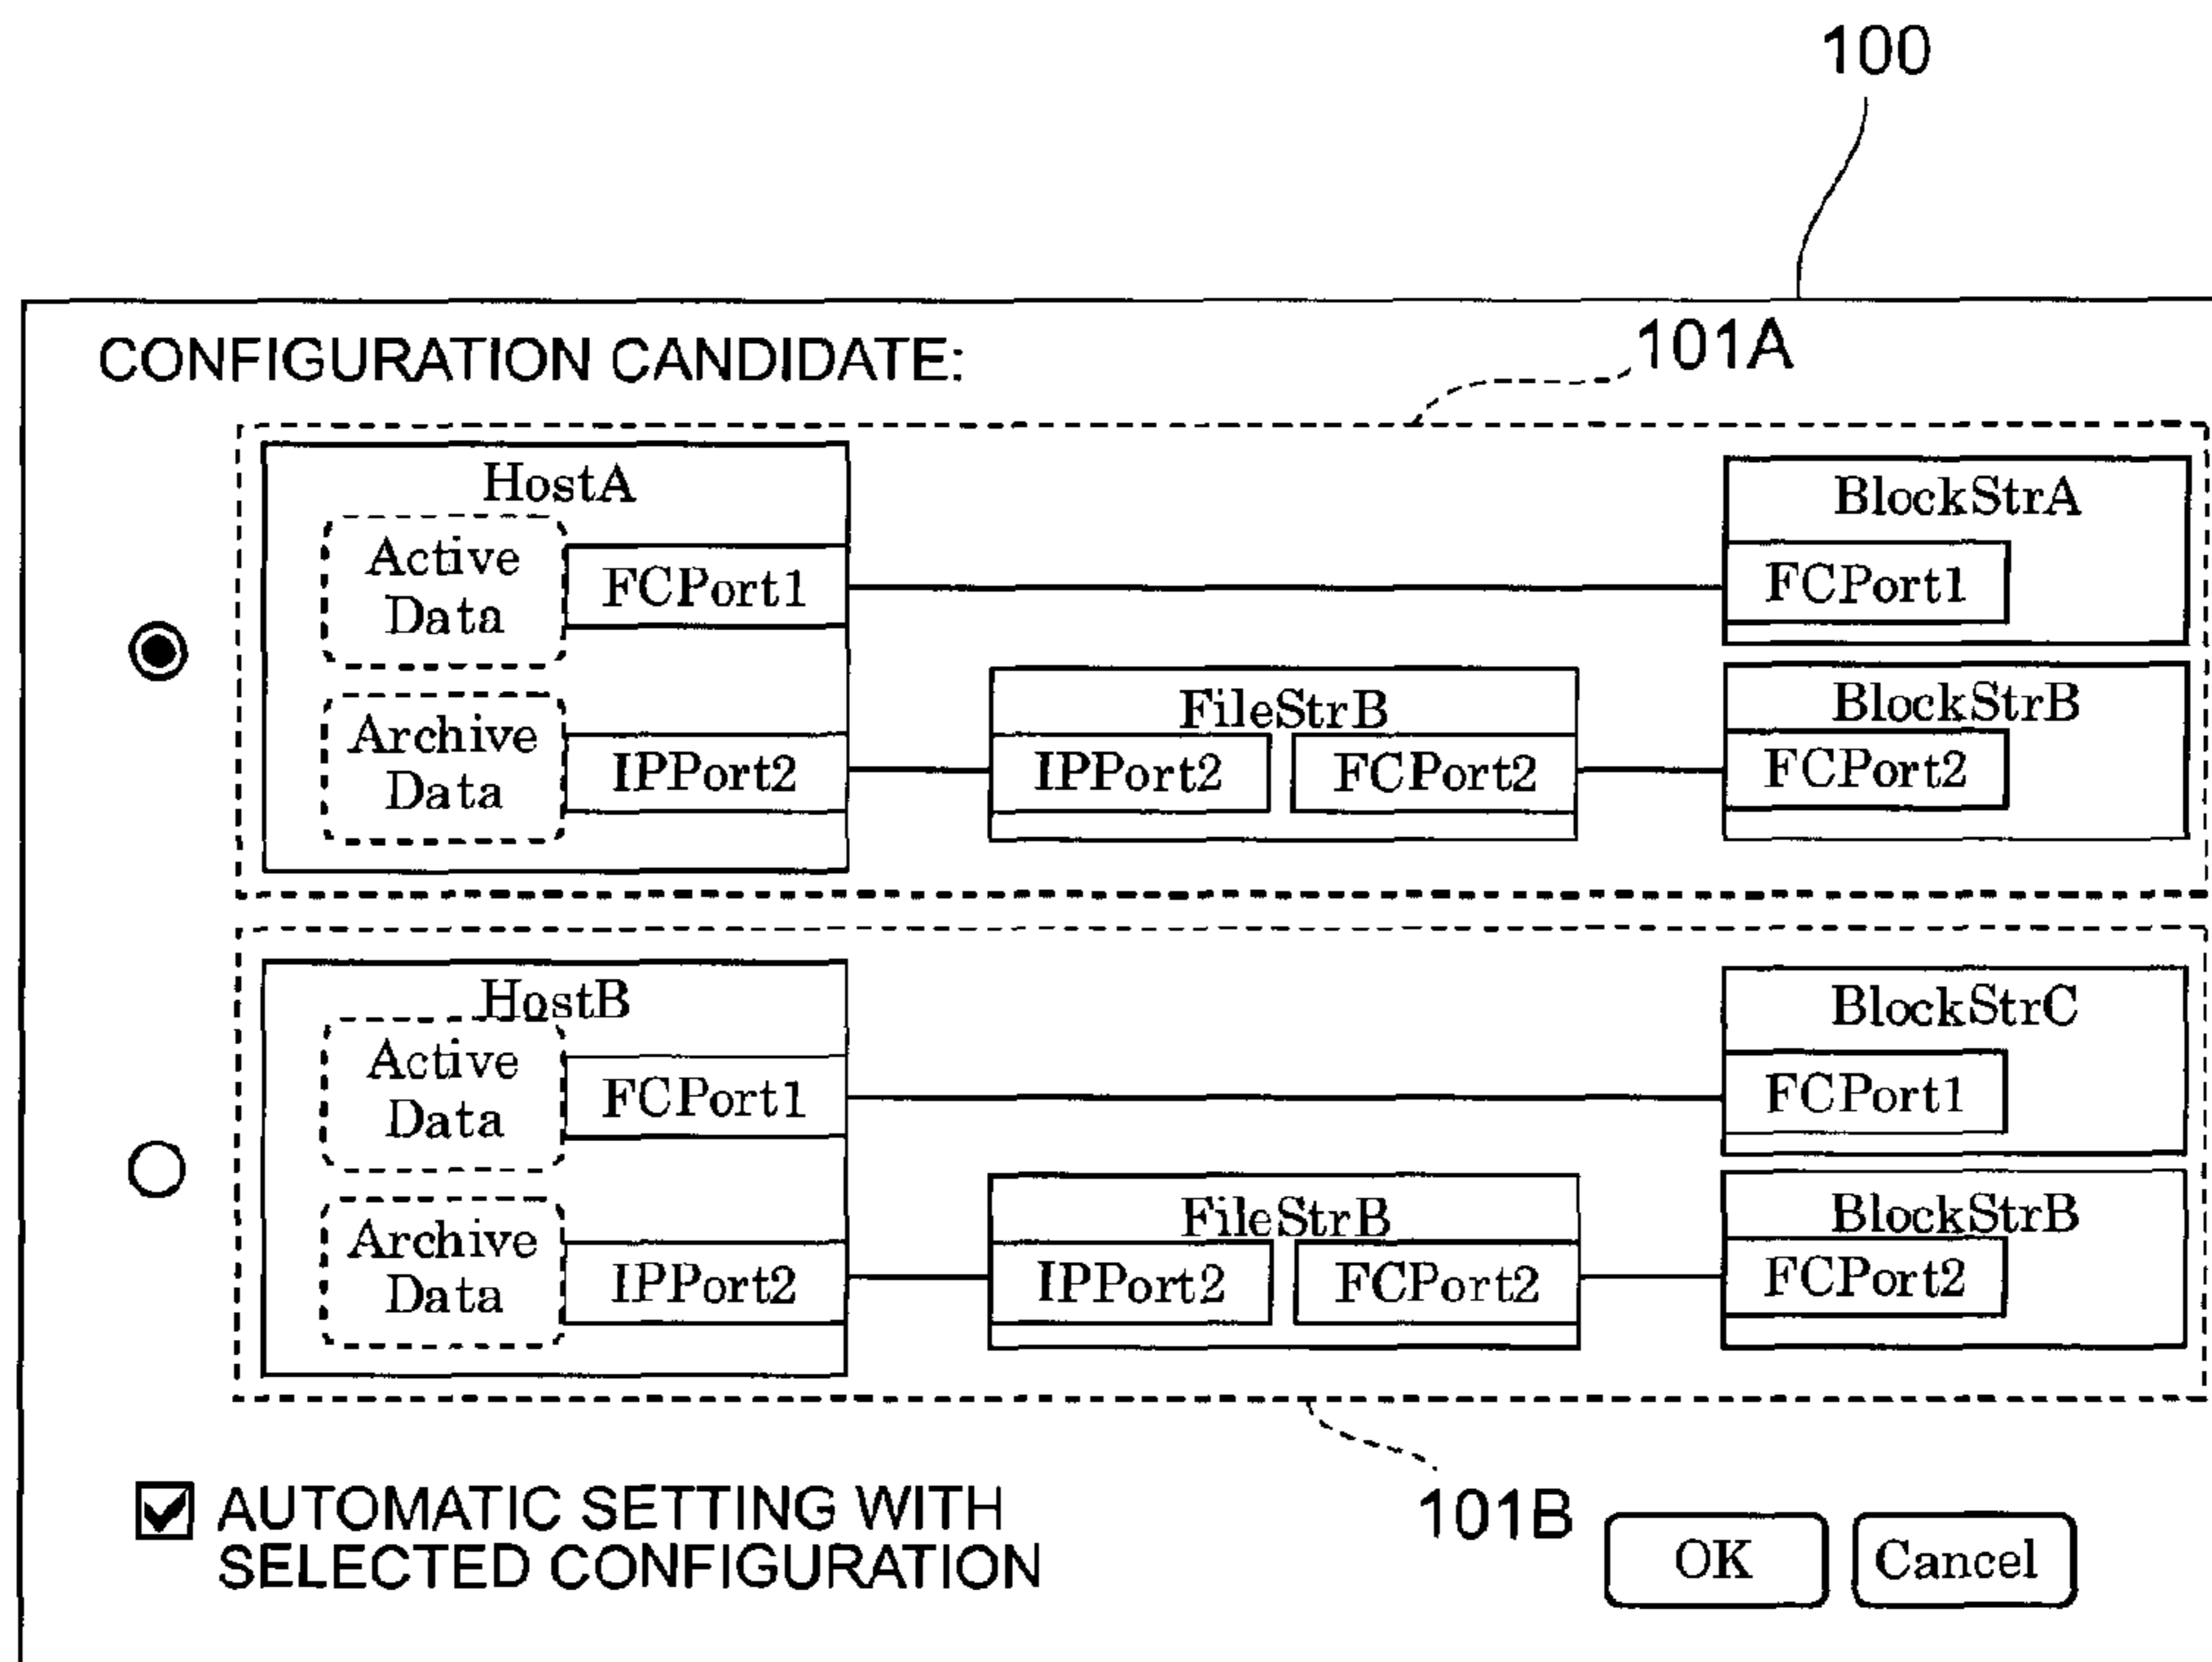 100
CONFIGURATION CANDIDATE:
101A
HostA
Active
Data
FCPort1
Archive
Data
IPPort2
FileStrB
IPPort2
FCPort2
BlockStrA
FCPort1
BlockStrB
FCPort2
HostB
Active
Data
FCPort1
Archive
Data
IPPort2
FileStrB
IPPort2
FCPort2
BlockStrC
FCPort1
BlockStrB
FCPort2
101B
AUTOMATIC SETTING WITH
SELECTED CONFIGURATION
OK
Cancel